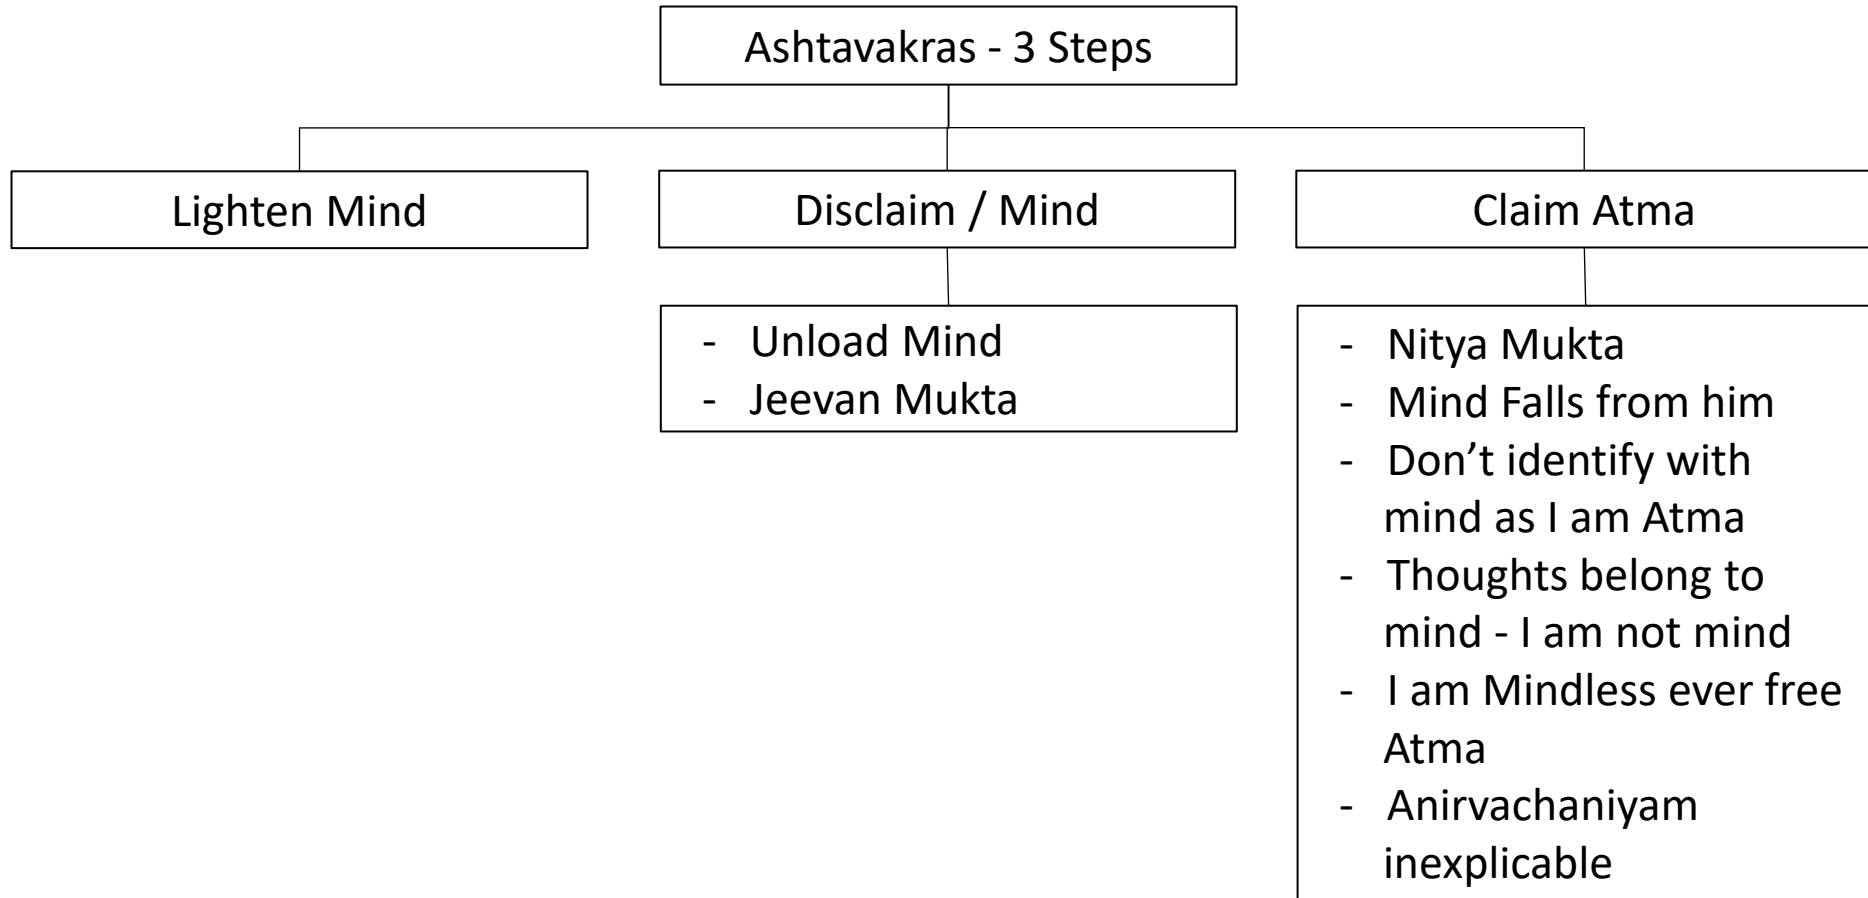 Ashtavakras - 3 Steps
Lighten Mind
Disclaim / Mind
- Unload Mind
- Jeevan Mukta
Claim Atma
- Nitya Mukta
- Mind Falls from him
- Don’t identify with
mind as I am Atma
- Thoughts belong to
mind - I am not mind
- I am Mindless ever free
Atma
- Anirvachaniyam
inexplicable